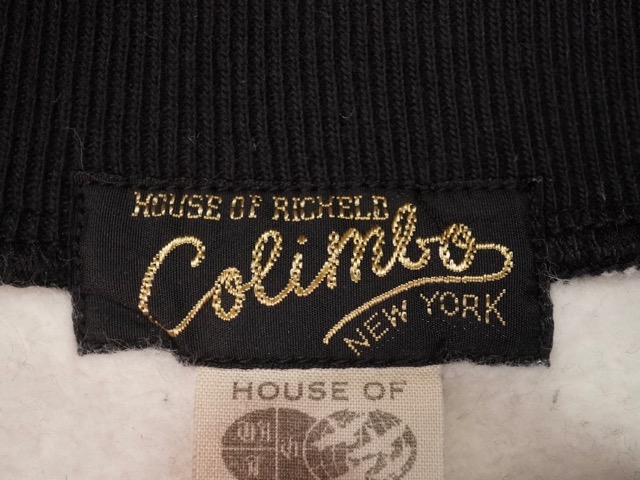 HOUSE OF RICHELD
Colimbo
NEW YORK
HOUSE OF